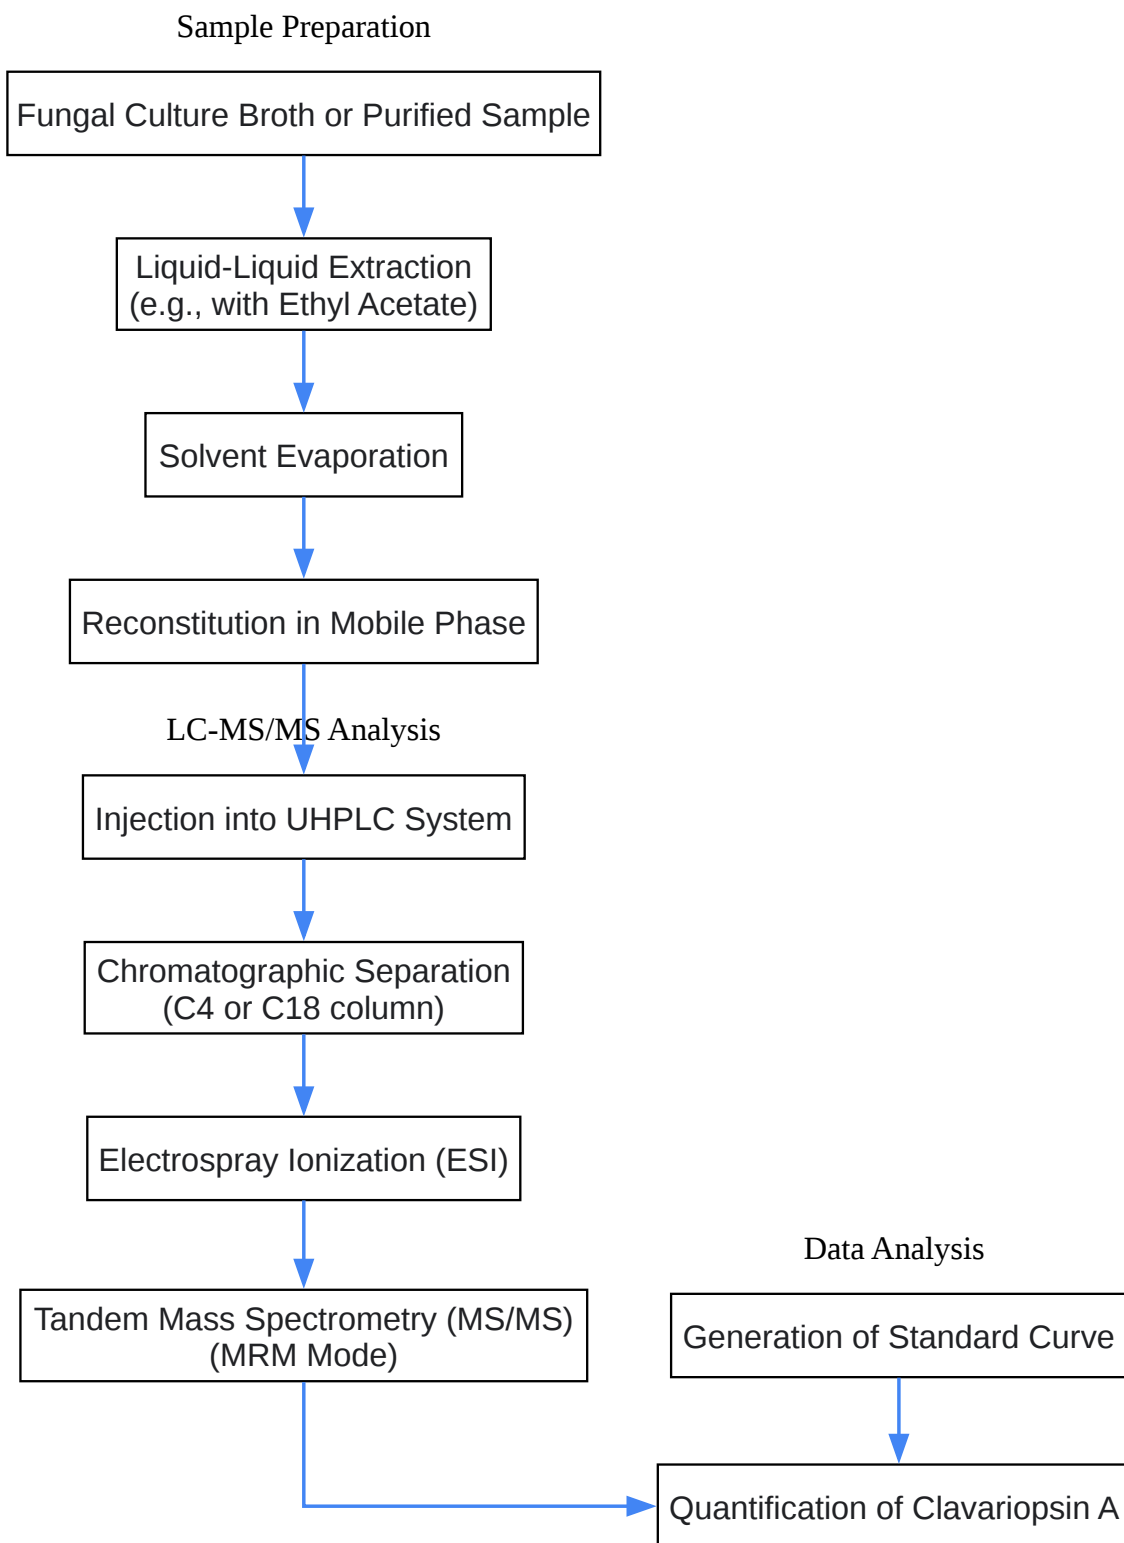 Sample Preparation
Fungal Culture Broth or Purified Sample
Liquid-Liquid Extraction
(e.g., with Ethyl Acetate)
Solvent Evaporation
Reconstitution in Mobile Phase
LC-MS/MS Analysis
Injection into UHPLC System
Chromatographic Separation
(C4 or C18 column)
Electrospray Ionization (ESI)
Tandem Mass Spectrometry (MS/MS)
(MRM Mode)
Data Analysis
Generation of Standard Curve
Quantification of Clavariopsin A